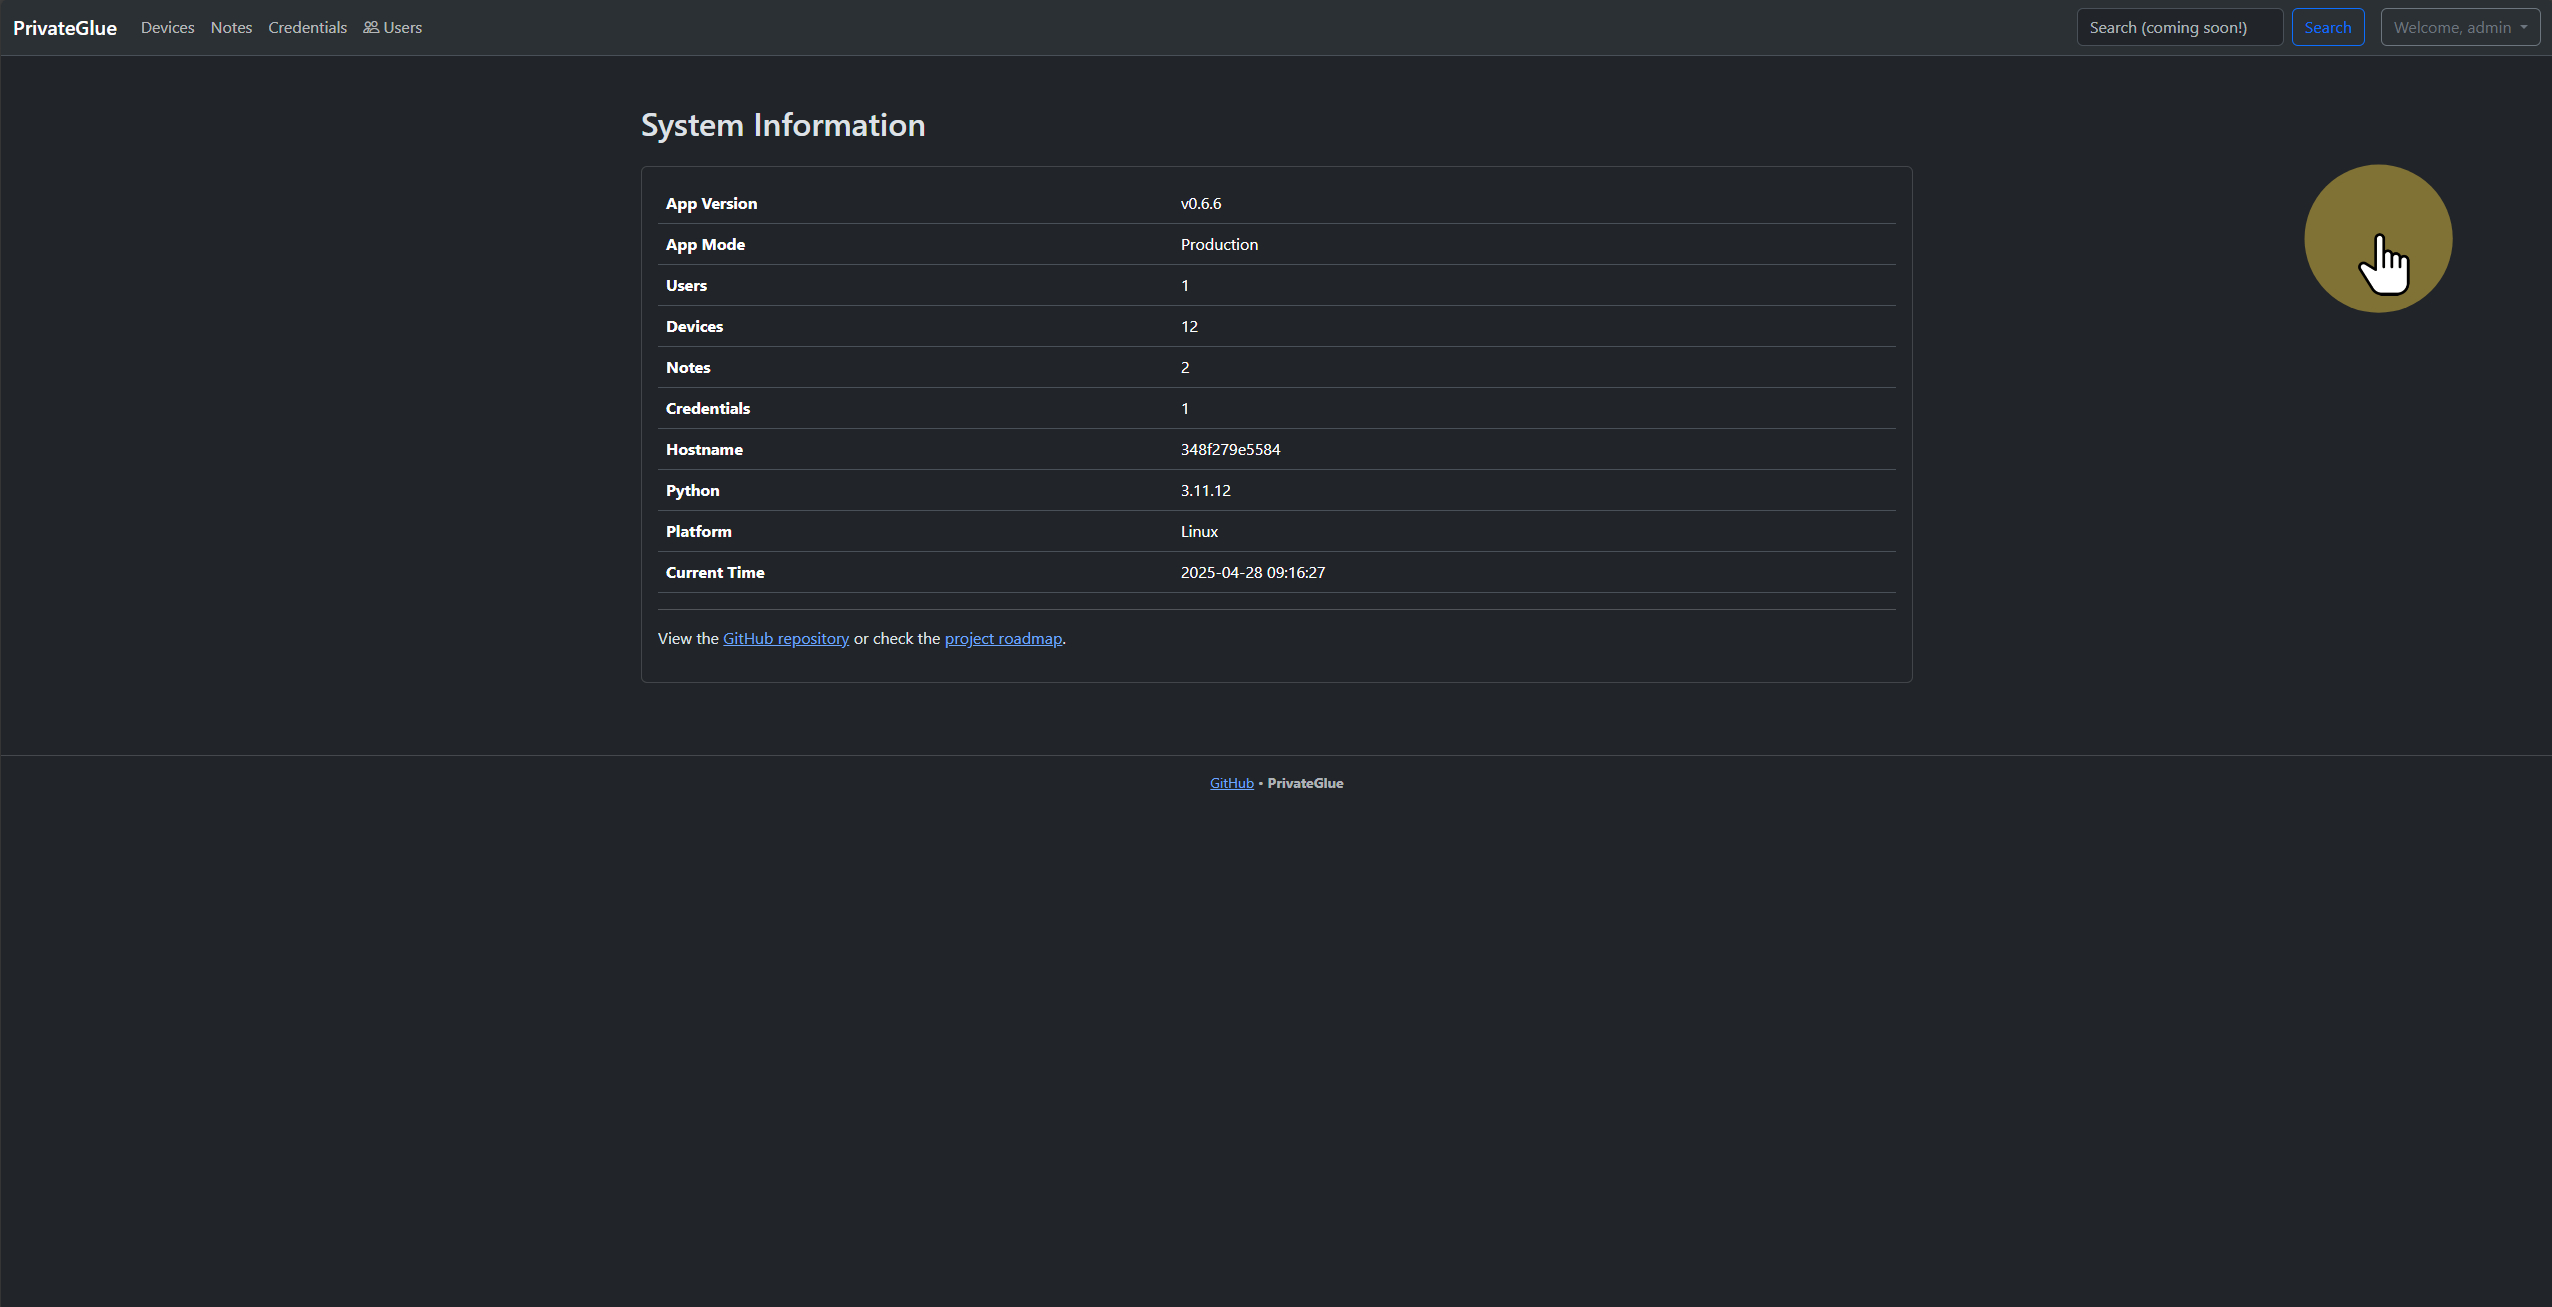 PrivateGlue Devices Notes Credentials Users Search (coming soon!) Search Welcome, admin
System Information
App Version v0.6.6
App Mode Production
Users 1
Devices 12
Notes 2
Credentials 1
Hostname 348f279e5584
Python 3.11.12
Platform Linux
Current Time 2025-04-28 09:16:27
View the GitHub repository or check the project roadmap.
GitHub • PrivateGlue